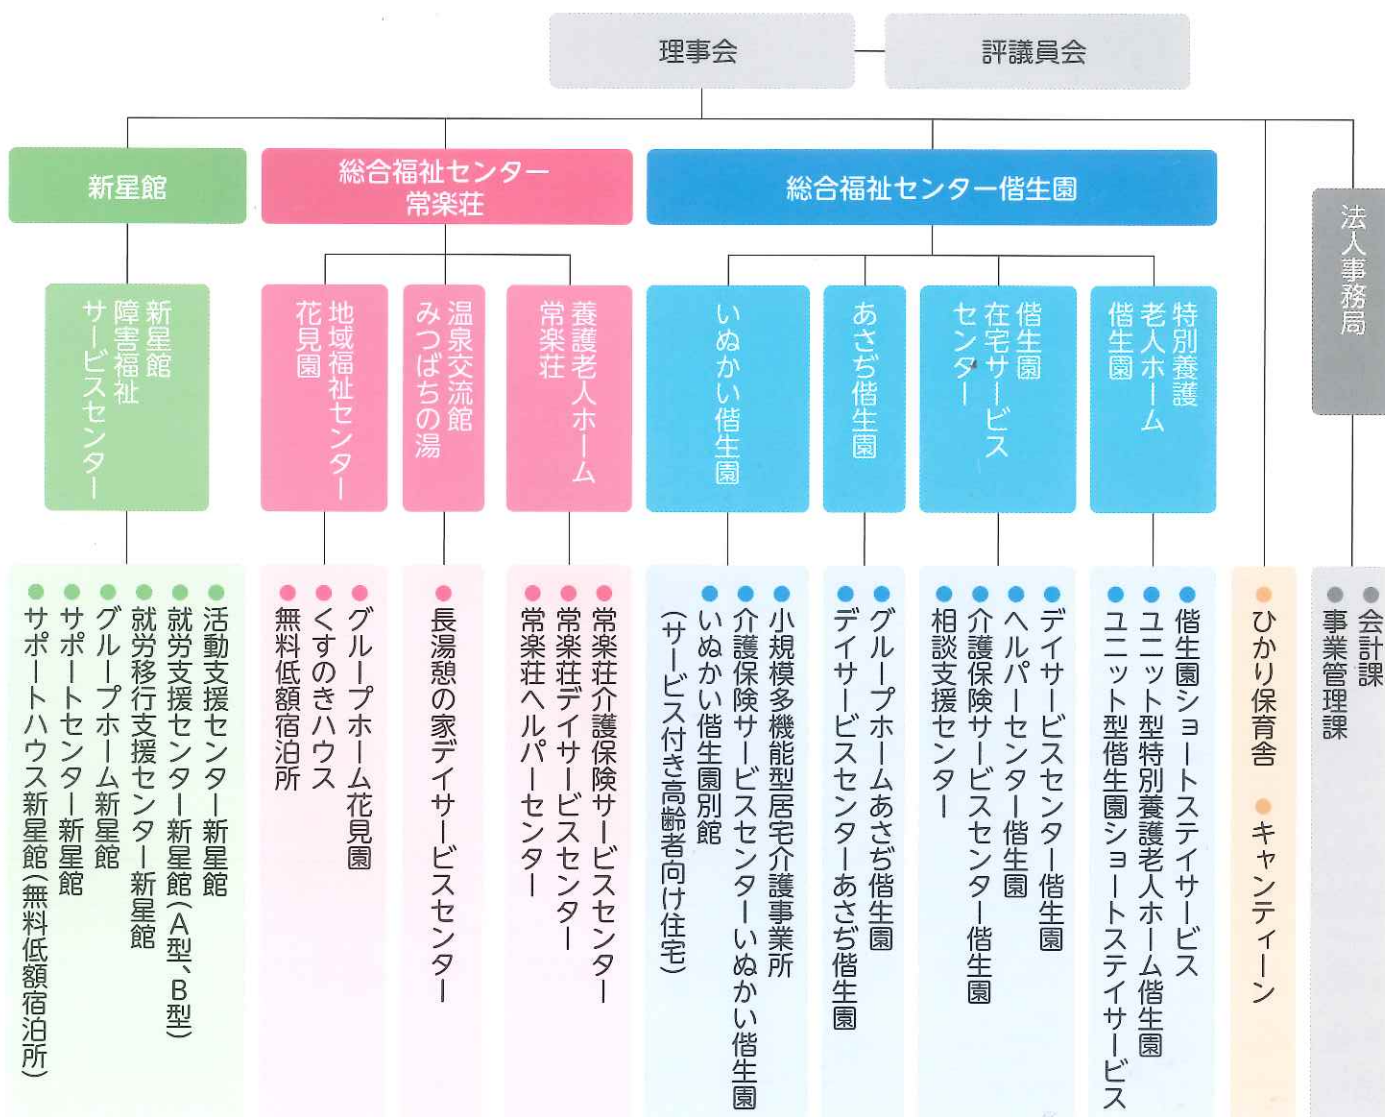 理事会
評議員会
新星館
総合福祉センター
常楽荘
総合福祉センター偕生園
法人事務局
新星館
障害福祉
サービスセンター
地域福祉センター
花見園
温泉交流館
みつばちの湯
養護老人ホーム
常楽荘
いぬかい偕生園
あさぢ偕生園
偕生園
在宅サービス
センター
特別養護
老人ホーム
偕生園
●活動支援センター新星館
●就労支援センター新星館(A型、B型)
●就労移行支援センター新星館
●グループホーム新星館
●サポートセンター新星館
●サポートハウス新星館(無料低額宿泊所)
●グループホーム花見園
●くすのきハウス
●無料低額宿泊所
●長湯憩の家デイサービスセンター
●常楽荘介護保険サービスセンター
●常楽荘デイサービスセンター
●常楽荘ヘルパーセンター
●小規模多機能型居宅介護事業所
●介護保険サービスセンターいぬかい偕生園
●いぬかい偕生園別館
(サービス付き高齢者向け住宅)
●グループホームあさぢ偕生園
●デイサービスセンターあさぢ偕生園
●デイサービスセンター偕生園
●ヘルパーセンター偕生園
●介護保険サービスセンター偕生園
●相談支援センター
●偕生園ショートステイサービス
●ユニット型特別養護老人ホーム偕生園
●ユニット型偕生園ショートステイサービス
●ひかり保育舎 ●キャンティーン
●会計課
●事業管理課